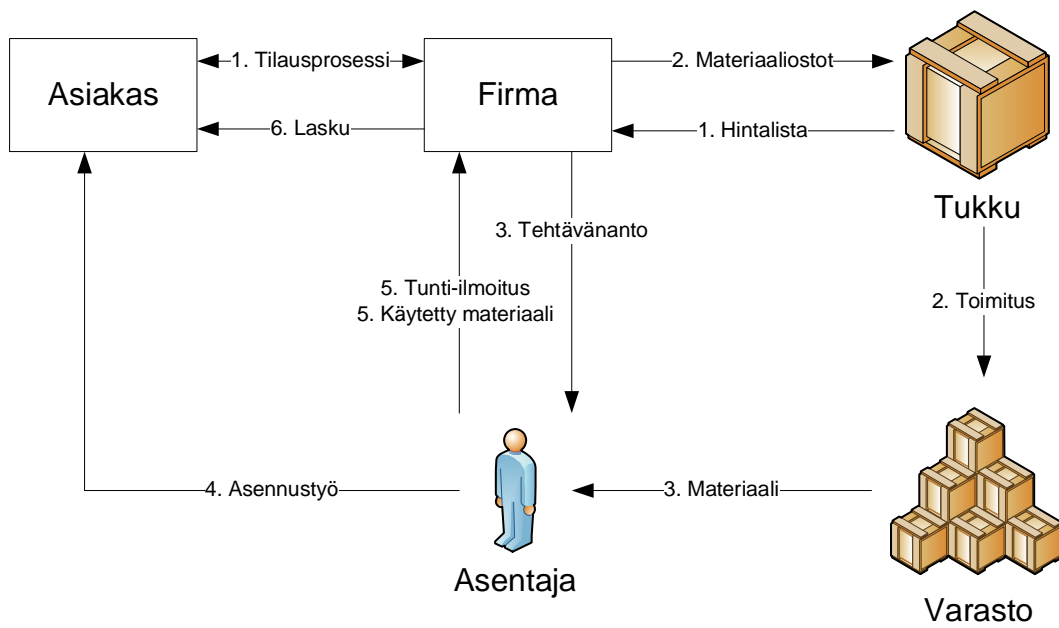 Asiakas
1. Tilausprosessi
Firma
2. Materiaaliostot
6. Lasku
1. Hintalista
Tukku
3. Tehtävänanto
5. Tunti-ilmoitus
5. Käytetty materiaali
2. Toimitus
4. Asennustyö
3. Materiaali
Asentaja
Varasto